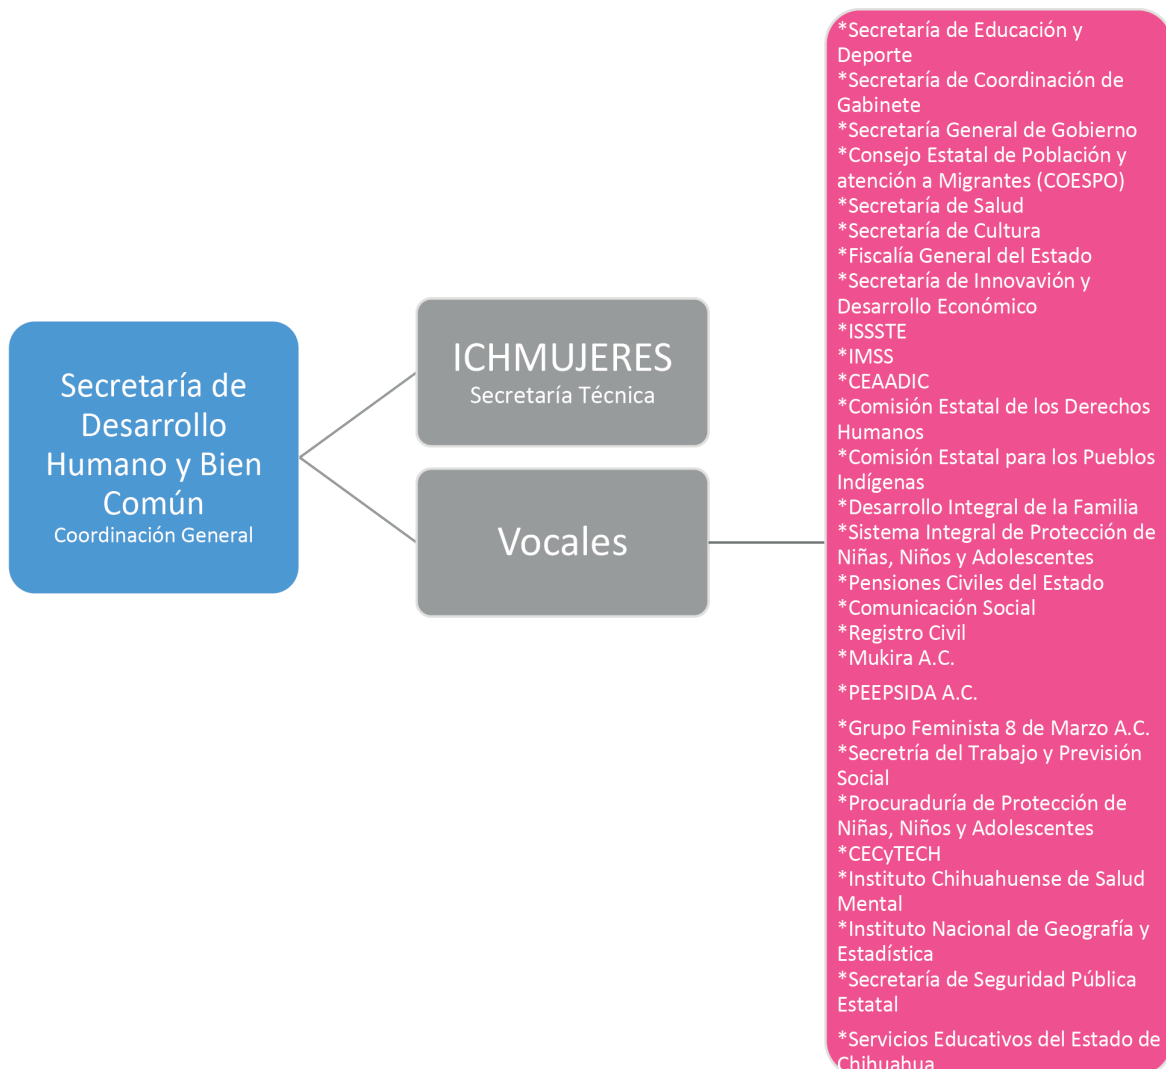 Secretaría de
Desarrollo
Humano y Bien
Común
Coordinación General
ICHMUJERES
Secretaría Técnica
Vocales
*Secretaría de Educación y
Deporte
*Secretaría de Coordinación de
Gabinete
*Secretaría General de Gobierno
*Consejo Estatal de Población y
atención a Migrantes (COESPO)
*Secretaría de Salud
*Secretaría de Cultura
*Fiscalía General del Estado
*Secretaría de Innovavión y
Desarrollo Económico
*ISSSTE
*IMSS
*CEAADIC
*Comisión Estatal de los Derechos
Humanos
*Comisión Estatal para los Pueblos
Indígenas
*Desarrollo Integral de la Familia
*Sistema Integral de Protección de
Niñas, Niños y Adolescentes
*Pensiones Civiles del Estado
*Comunicación Social
*Registro Civil
*Mukira A.C.
*PEEPSIDA A.C.
*Grupo Feminista 8 de Marzo A.C.
*Secretría del Trabajo y Previsión
Social
*Procuraduría de Protección de
Niñas, Niños y Adolescentes
*CECyTECH
*Instituto Chihuahuense de Salud
Mental
*Instituto Nacional de Geografía y
Estadística
*Secretaría de Seguridad Pública
Estatal
*Servicios Educativos del Estado de
Chihuahua